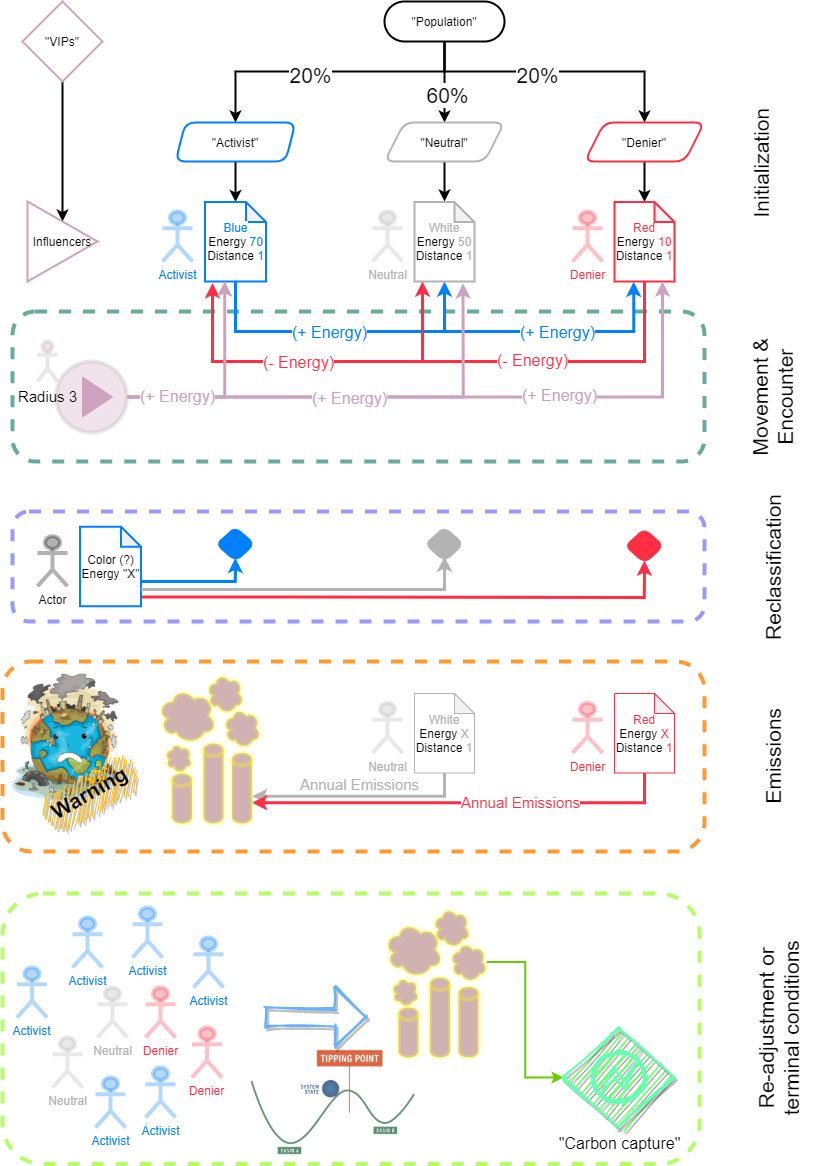 "VIPs"
"Population"
20%
60%
20%
"Activist"
"Neutral"
"Denier"
Influencers
Activist
Blue
Energy 70
Distance 1
Neutral
White
Energy 50
Distance 1
Denier
Red
Energy 10
Distance 1
Initialization
(+ Energy)
(+ Energy)
(- Energy)
(- Energy)
Radius 3
(+ Energy)
(+ Energy)
(+ Energy)
Movement &
Encounter
Actor
Color (?)
Energy "X"
Reclassification
Warning
Neutral
White
Energy X
Distance 1
Denier
Red
Energy X
Distance 1
Annual Emissions
Annual Emissions
Emissions
Activist
Activist
Activist
Activist
Neutral
Denier
Neutral
Denier
Activist
Activist
TIPPING POINT
SYSTEM
STATE
BASIN A
BASIN B
"Carbon capture"
Re-adjustment or
terminal conditions